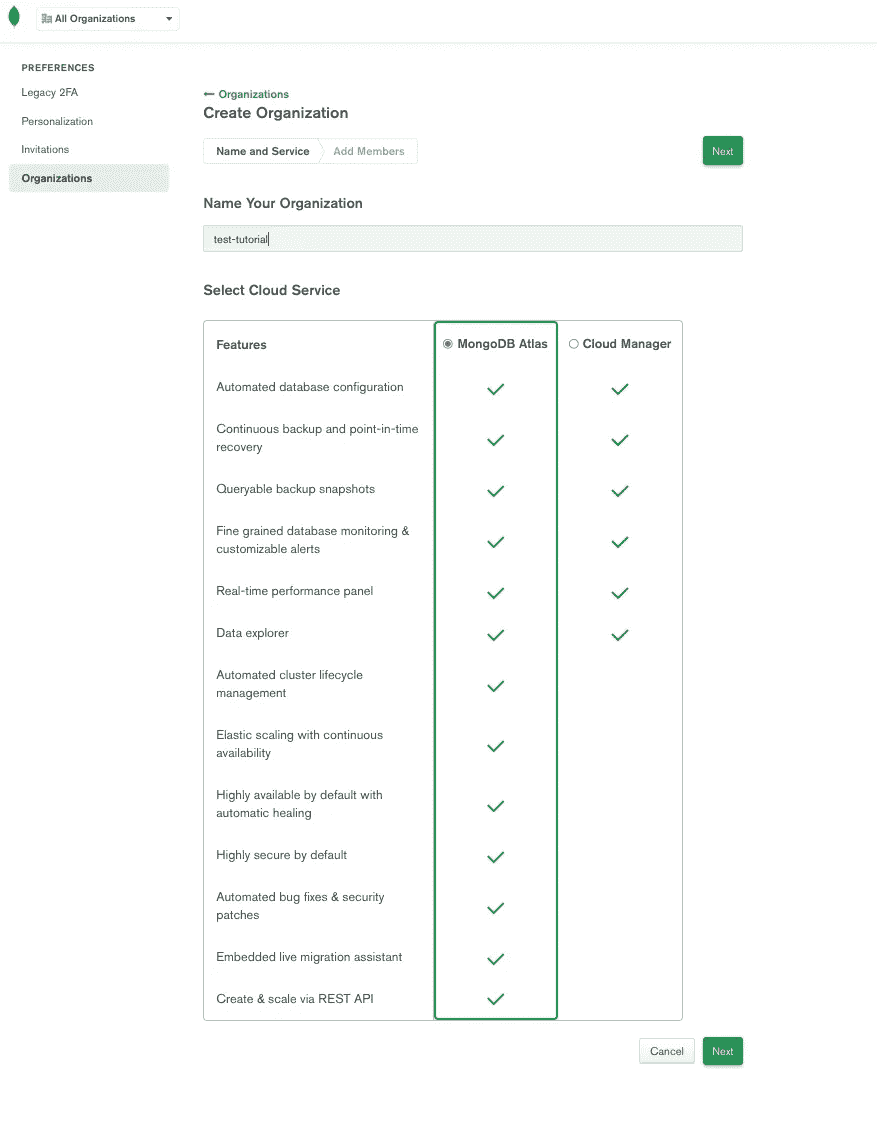 All Organizations
PREFERENCES
Legacy 2FA
Personalization
Invitations
Organizations
← Organizations
Create Organization
Name and Service
Add Members
Next
Name Your Organization
test-tutorial
Select Cloud Service
Features
MongoDB Atlas
Cloud Manager
Automated database configuration
Continuous backup and point-in-time
recovery
Queryable backup snapshots
Fine grained database monitoring &
customizable alerts
Real-time performance panel
Data explorer
Automated cluster lifecycle
management
Elastic scaling with continuous
availability
Highly available by default with
automatic healing
Highly secure by default
Automated bug fixes & security
patches
Embedded live migration assistant
Create & scale via REST API
Cancel
Next